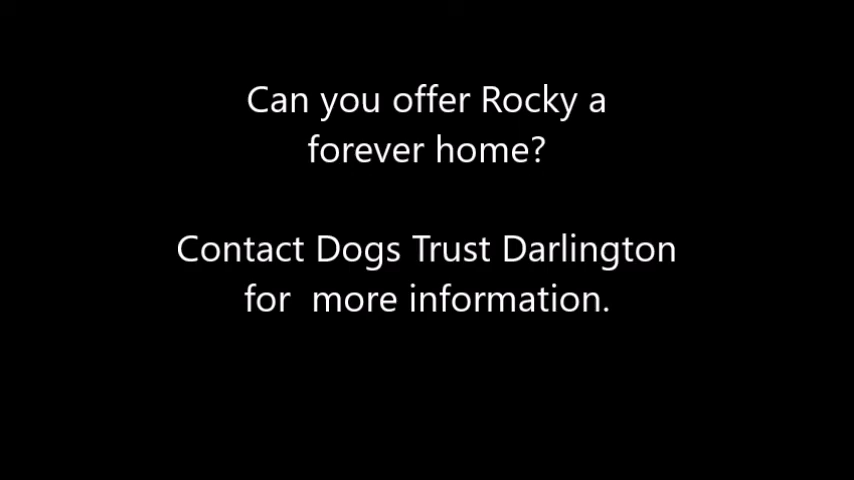 Can you offer Rocky a
forever home?
Contact Dogs Trust Darlington
for  more information.